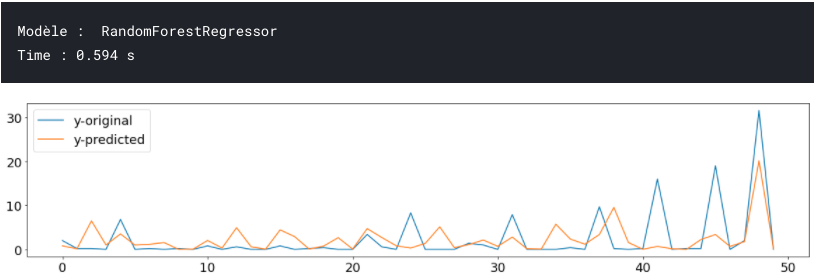 Modèle :  RandomForestRegressor
Time : 0.594 s
y-original
y-predicted
30
20
10
0
0 10 20 30 40 50